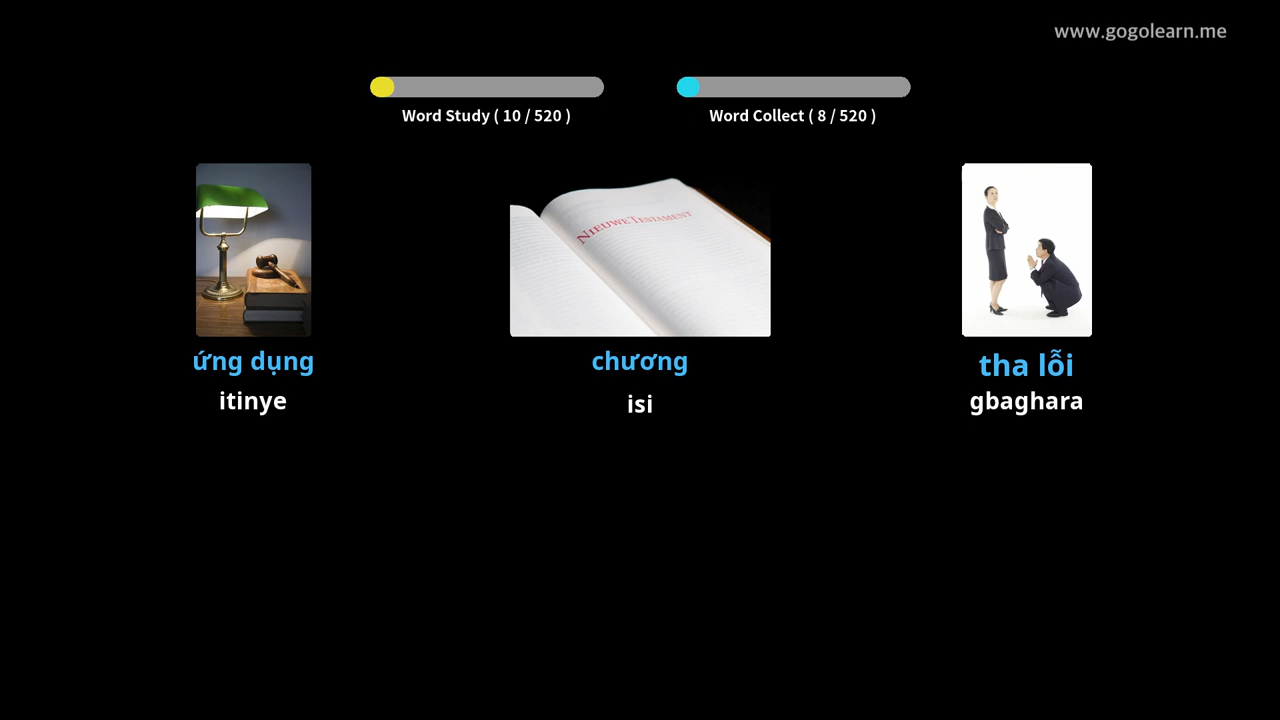 www.gogolearn.me
Word Study ( 10 / 520 )
Word Collect ( 8 / 520 )
NIEUWE TESTAMENT
ứng dụng
chương
tha lỗi
itinye
isi
gbaghara